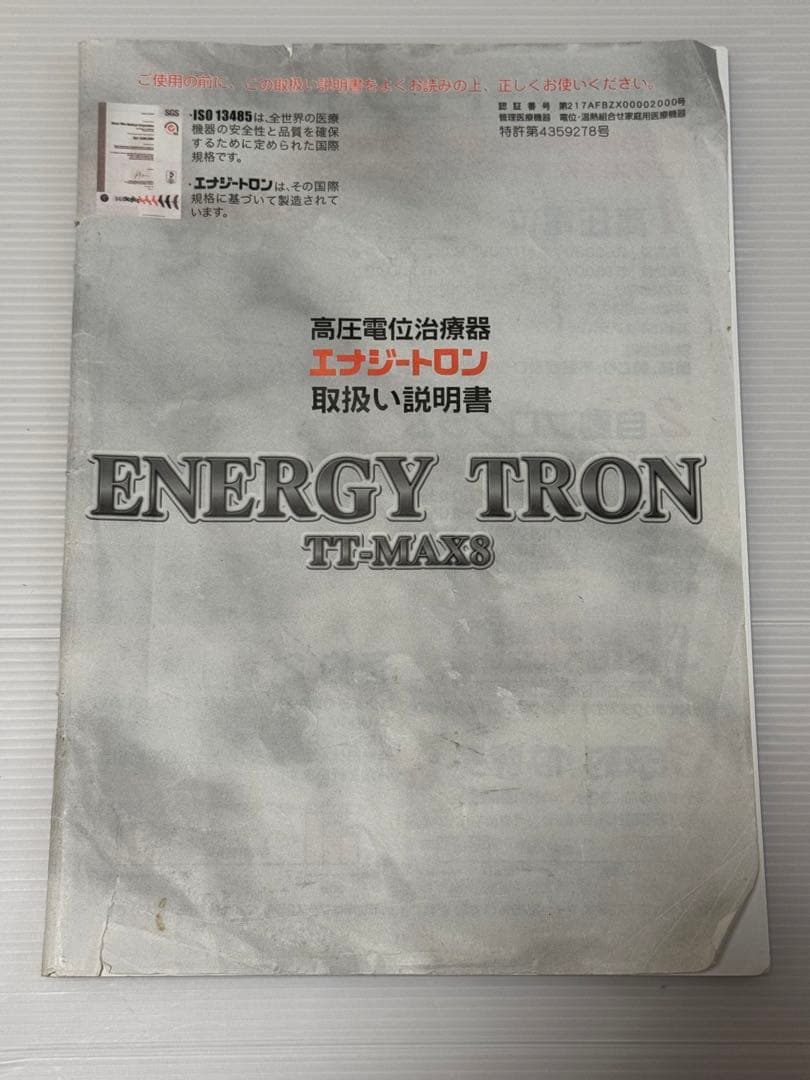 ご使用の前に、この取扱い説明書をよくお読みの上、正しくお使いください。
SGS
・ISO 13485は、全世界の医療
機器の安全性と品質を確保
するために定められた国際
規格です。
・エナジートロンは、その国際
規格に基づいて製造されて
います。
認証番号 第217AFBZX00002000号
管理医療機器 電位・温熱組合せ家庭用医療機器
特許第4359278号
高圧電位治療器
エナジートロン
取扱い説明書
ENERGY TRON
TT-MAX8